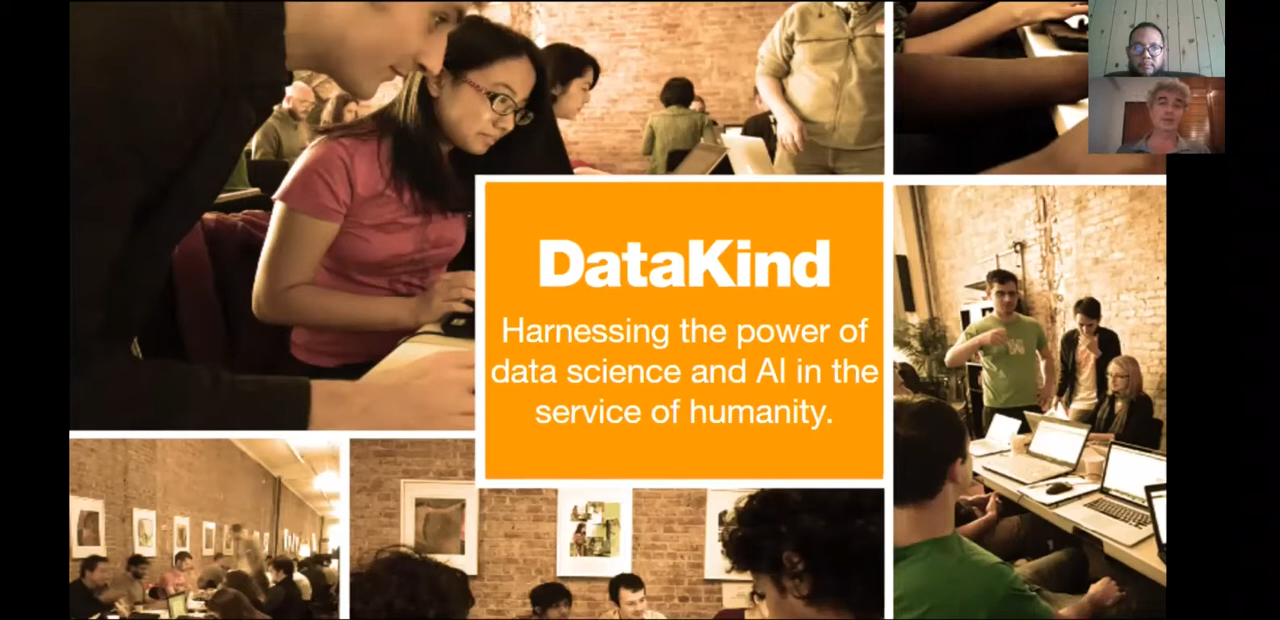 DataKind
Harnessing the power of
data science and AI in the
service of humanity.